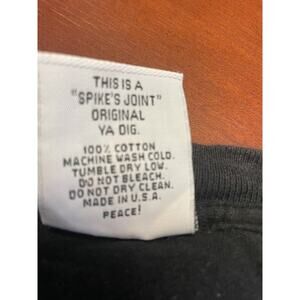 THIS IS A
"SPIKE'S JOINT"
ORIGINAL
YA DIG.
100% COTTON
MACHINE WASH COLD.
TUMBLE DRY LOW.
DO NOT BLEACH.
DO NOT DRY CLEAN.
MADE IN U.S.A.
PEACE!